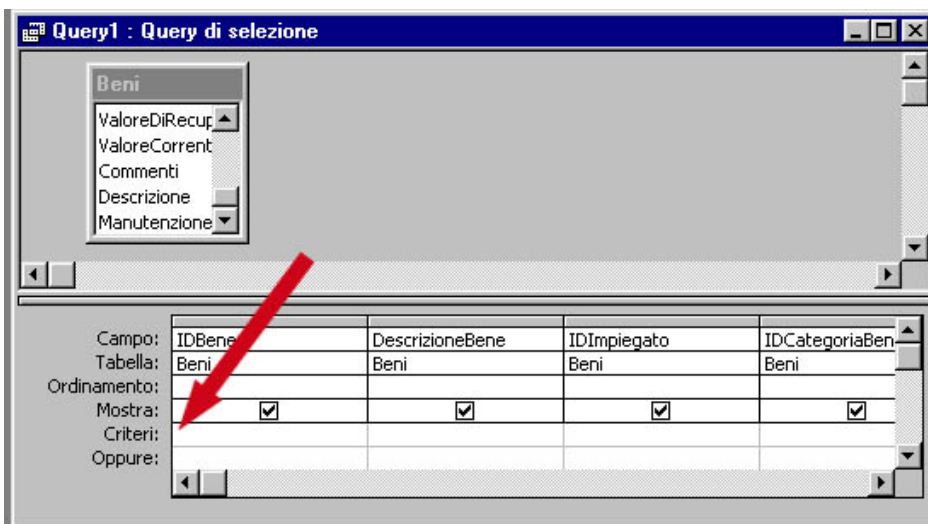 Query1 : Query di selezione
Beni
ValoreDiRecup
ValoreCorrent
Commenti
Descrizione
Manutenzione
Campo: IDBene DescrizioneBene IDImpiegato IDCategoriaBen
Tabella: Beni Beni Beni Beni
Ordinamento:
Mostra:
Criteri:
Oppure: